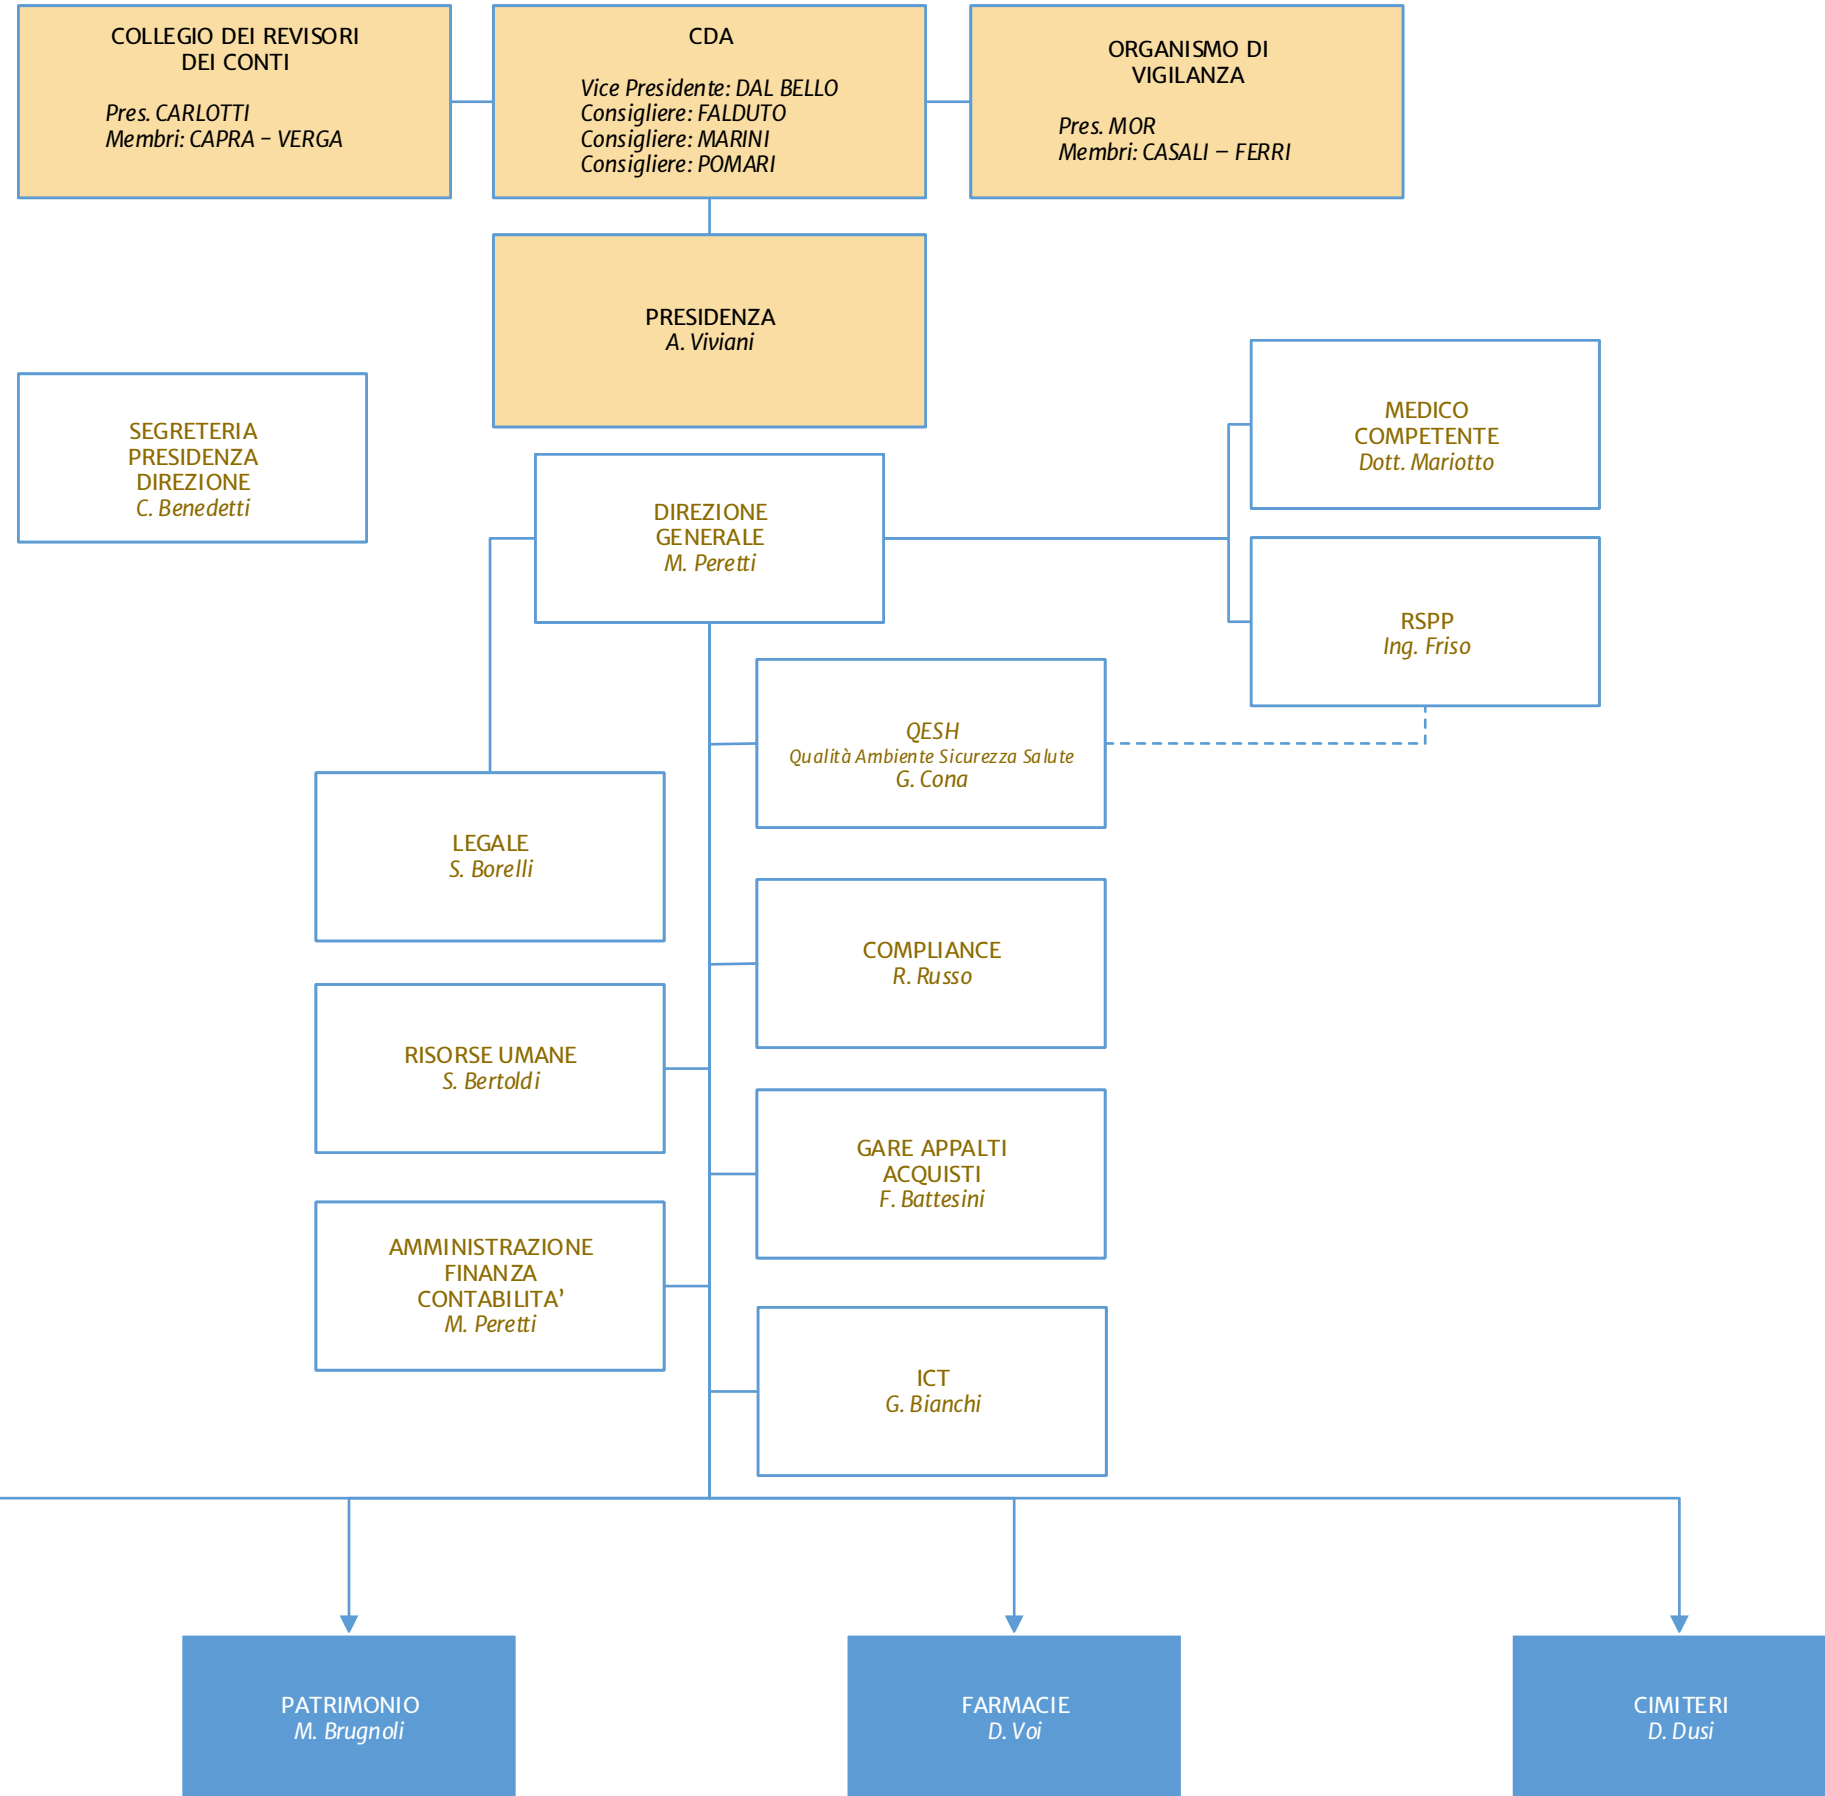 COLLEGIO DEI REVISORI
DEI CONTI
Pres. CARLOTTI
Membri: CAPRA – VERGA
CDA
Vice Presidente: DAL BELLO
Consigliere: FALDUTO
Consigliere: MARINI
Consigliere: POMARI
ORGANISMO DI
VIGILANZA
Pres. MOR
Membri: CASALI – FERRI
PRESIDENZA
A. Viviani
SEGRETERIA
PRESIDENZA
DIREZIONE
C. Benedetti
DIREZIONE
GENERALE
M. Peretti
MEDICO
COMPETENTE
Dott. Mariotto
RSPP
Ing. Friso
QESH
Qualità Ambiente Sicurezza Salute
G. Cona
LEGALE
S. Borelli
COMPLIANCE
R. Russo
RISORSE UMANE
S. Bertoldi
GARE APPALTI
ACQUISTI
F. Battesini
AMMINISTRAZIONE
FINANZA
CONTABILITA’
M. Peretti
ICT
G. Bianchi
PATRIMONIO
M. Brugnoli
FARMACIE
D. Voi
CIMITERI
D. Dusi